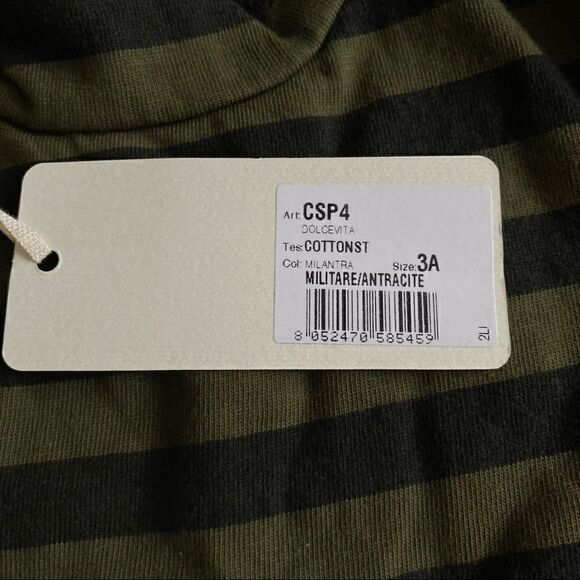 Art: CSP4
DOLCEVITA
Tes: COTTONST
Col: MILANTRA Size: 3A
MILITARE/ANTRACITE
8 052470 585459
2LI